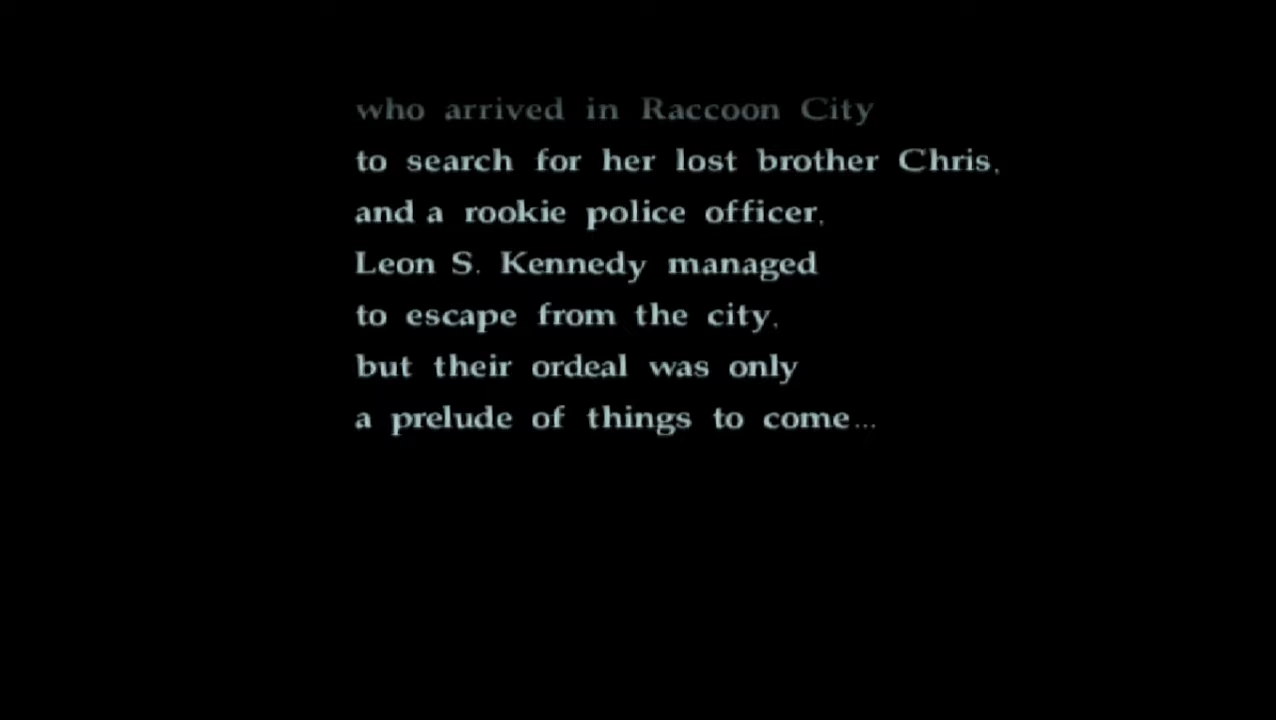 who arrived in Raccoon City
to search for her lost brother Chris,
and a rookie police officer,
Leon S. Kennedy managed
to escape from the city,
but their ordeal was only
a prelude of things to come...